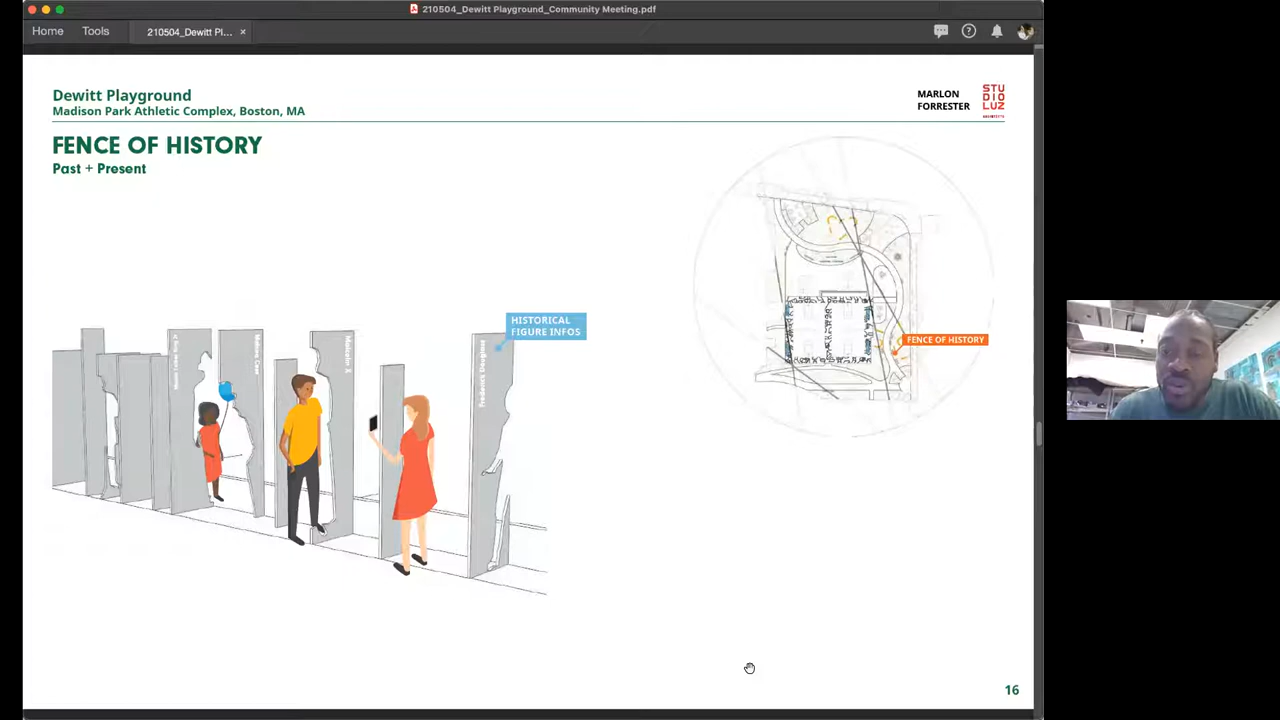 210504_Dewitt Playground_Community Meeting.pdf
Home
Tools
210504_Dewitt Pl...
×
?
Dewitt Playground
Madison Park Athletic Complex, Boston, MA
MARLON
FORRESTER
STU
DIO
LUZ
ARCHITECTS
FENCE OF HISTORY
Past + Present
HISTORICAL
FIGURE INFOS
FENCE OF HISTORY
Malcolm X
Frederick Douglass
16